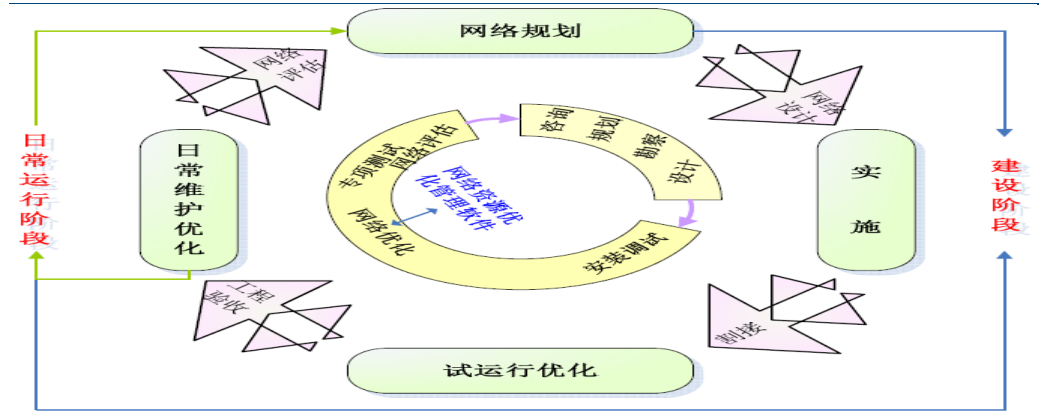 网络规划
网络
评估
网络
设计
咨询
规划
勘察
设计
专项测试
网络评估
日常运行阶段
日常维护优化
网络资源优
化管理软件
实施
建设阶段
网络优化
安装调试
工程
验收
割接
试运行优化